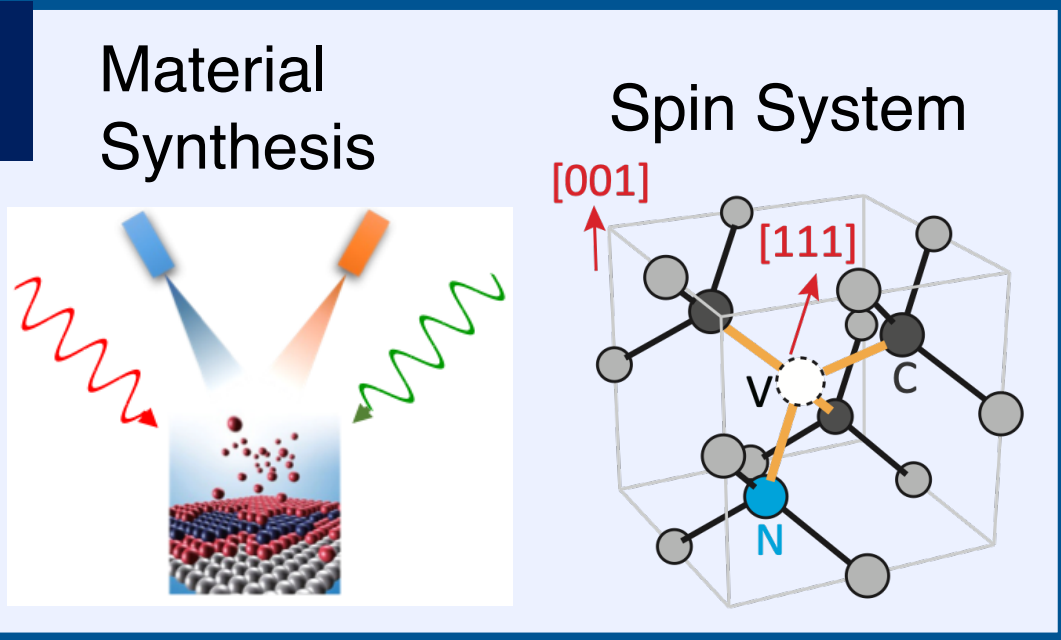 Material
Synthesis
Spin System
[001]
[111]
V
C
N